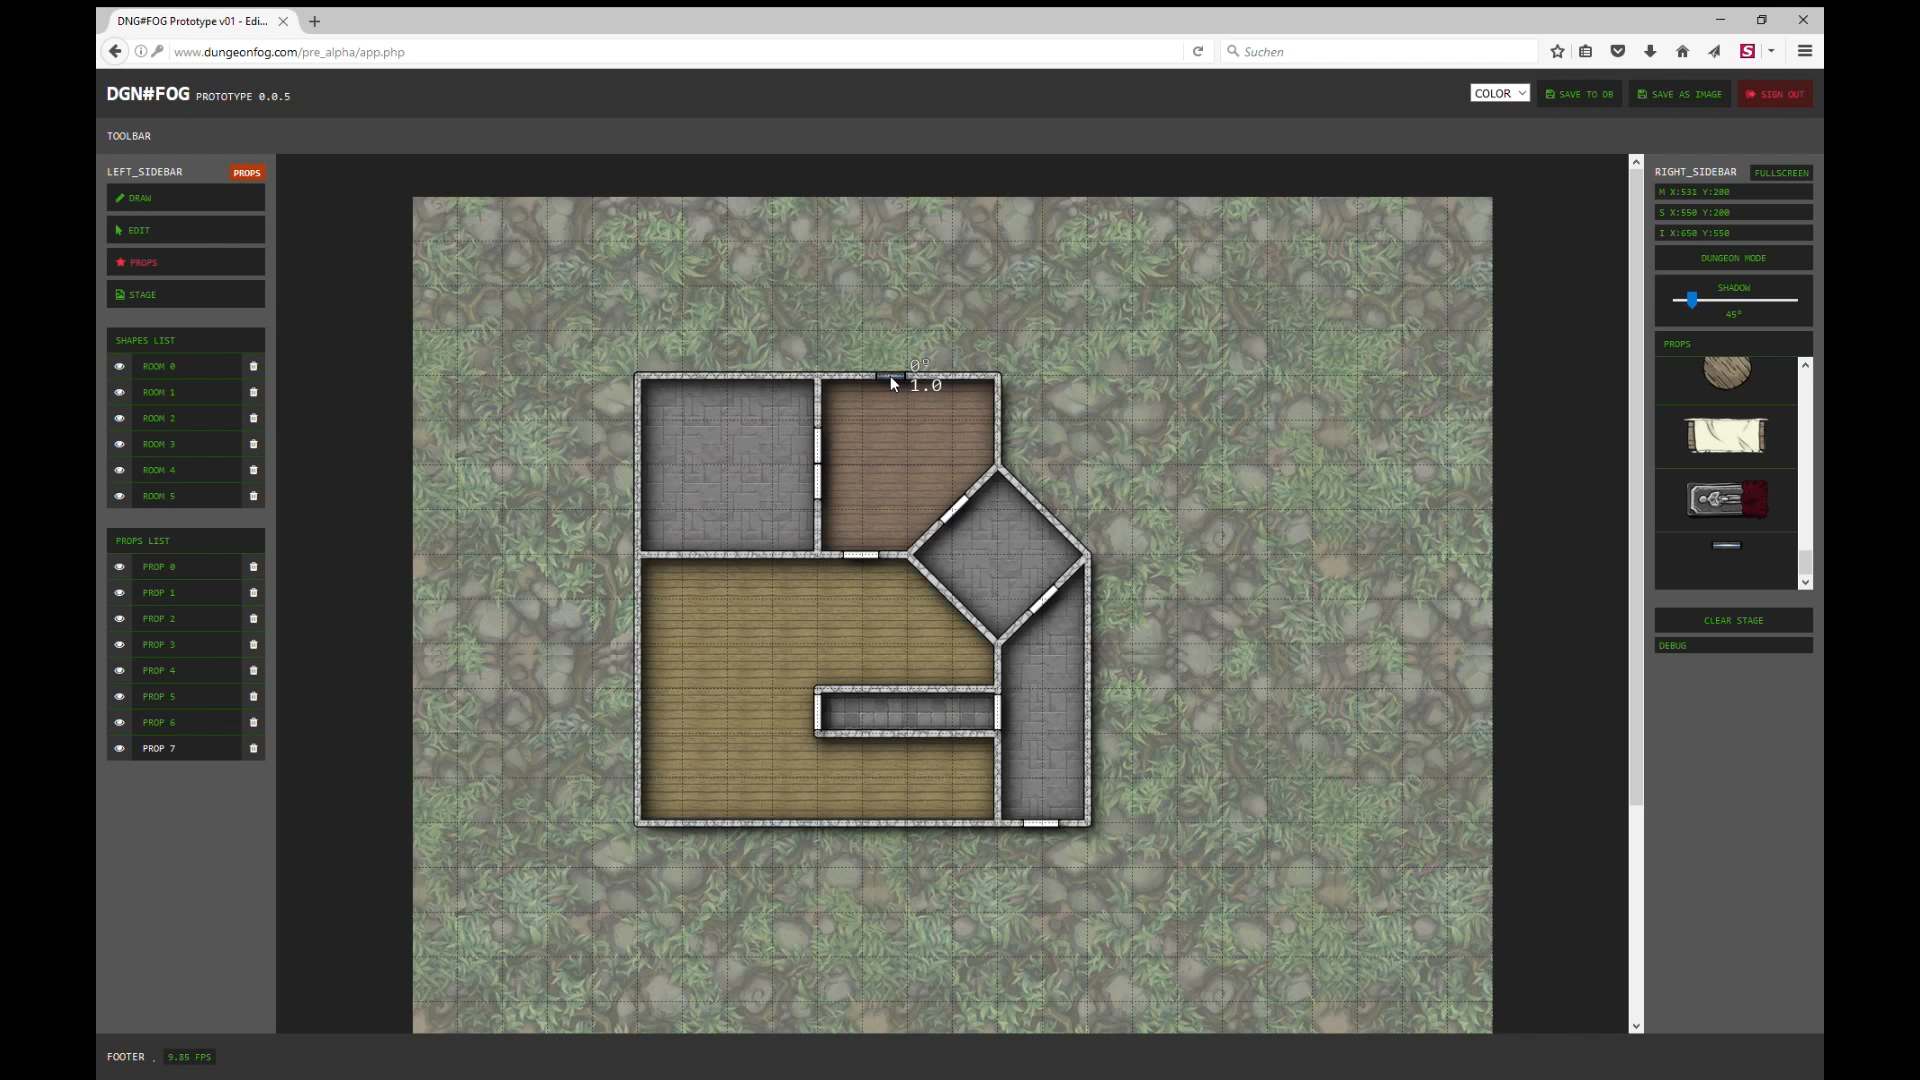 DNG#FOG Prototype v01 - Edi...
www.dungeonfog.com/pre_alpha/app.php
Suchen
DGN#FOG PROTOTYPE 0.0.5
COLOR
SAVE TO DB
SAVE AS IMAGE
SIGN OUT
TOOLBAR
LEFT_SIDEBAR
PROPS
DRAW
EDIT
PROPS
STAGE
SHAPES LIST
ROOM 0
ROOM 1
ROOM 2
ROOM 3
ROOM 4
ROOM 5
PROPS LIST
PROP 0
PROP 1
PROP 2
PROP 3
PROP 4
PROP 5
PROP 6
PROP 7
0º
1.0
RIGHT_SIDEBAR
FULLSCREEN
M X:531 Y:200
S X:550 Y:200
I X:650 Y:550
DUNGEON MODE
SHADOW
45°
PROPS
CLEAR STAGE
DEBUG
FOOTER .
9.85 FPS